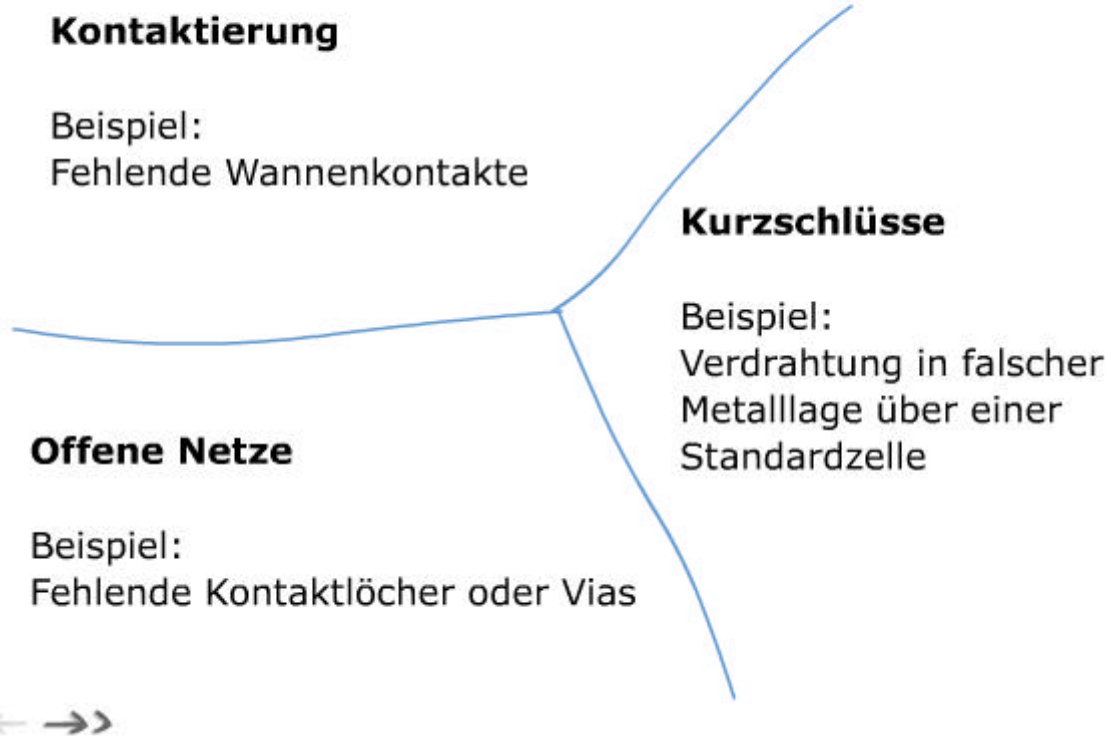 Kontaktierung
Beispiel:
Fehlende Wannenkontakte
Kurzschlüsse
Beispiel:
Verdrahtung in falscher
Metalllage über einer
Standardzelle
Offene Netze
Beispiel:
Fehlende Kontaktlöcher oder Vias